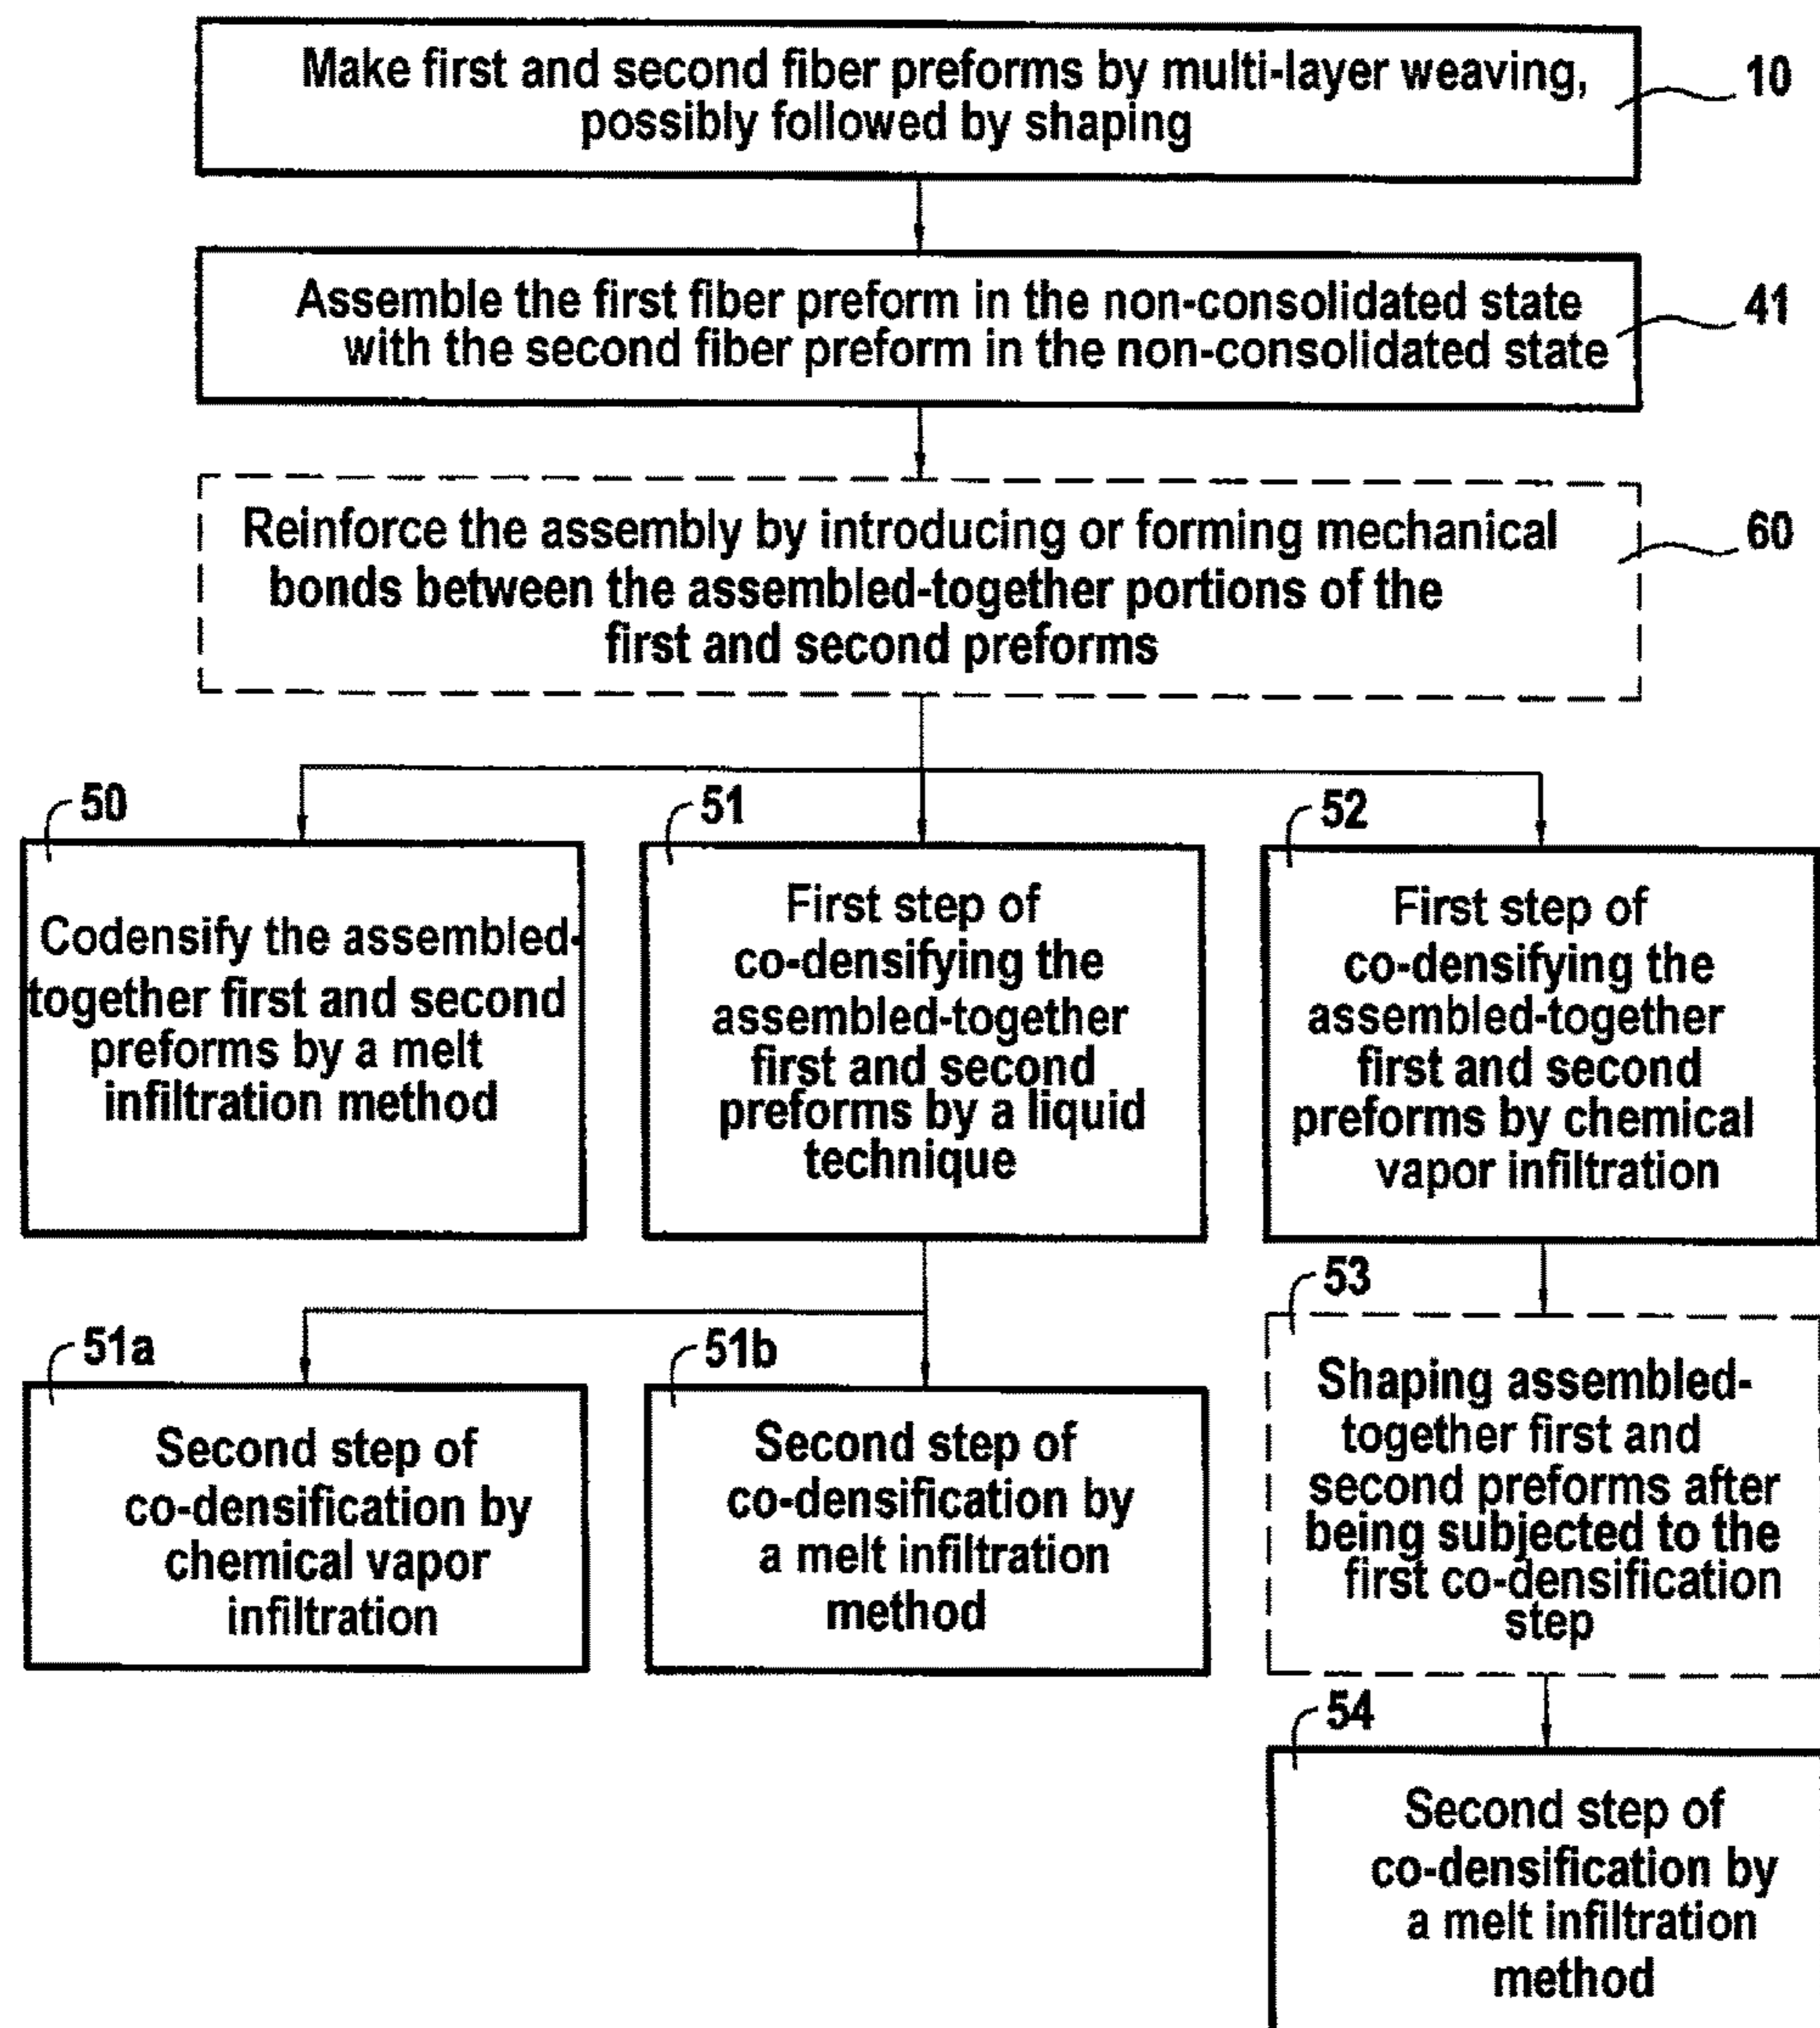 Make first and second fiber preforms by multi-layer weaving,
possibly followed by shaping
10
Assemble the first fiber preform in the non-consolidated state
with the second fiber preform in the non-consolidated state
41
Reinforce the assembly by introducing or forming mechanical
bonds between the assembled-together portions of the
first and second preforms
60
50
Codensify the assembled-
together first and second
preforms by a melt
infiltration method
51
First step of
co-densifying the
assembled-together
first and second
preforms by a liquid
technique
52
First step of
co-densifying the
assembled-together
first and second
preforms by chemical
vapor infiltration
51a
Second step of
co-densification by
chemical vapor
infiltration
51b
Second step of
co-densification by
a melt infiltration
method
53
Shaping assembled-
together first and
second preforms after
being subjected to the
first co-densification
step
54
Second step of
co-densification by
a melt infiltration
method